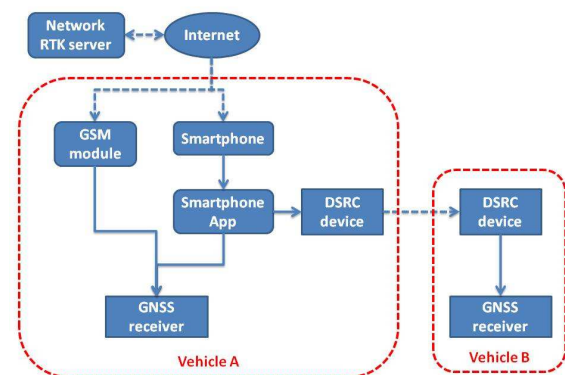 Network
RTK server
Internet
GSM
module
Smartphone
Smartphone
App
DSRC
device
DSRC
device
GNSS
receiver
GNSS
receiver
Vehicle A
Vehicle B